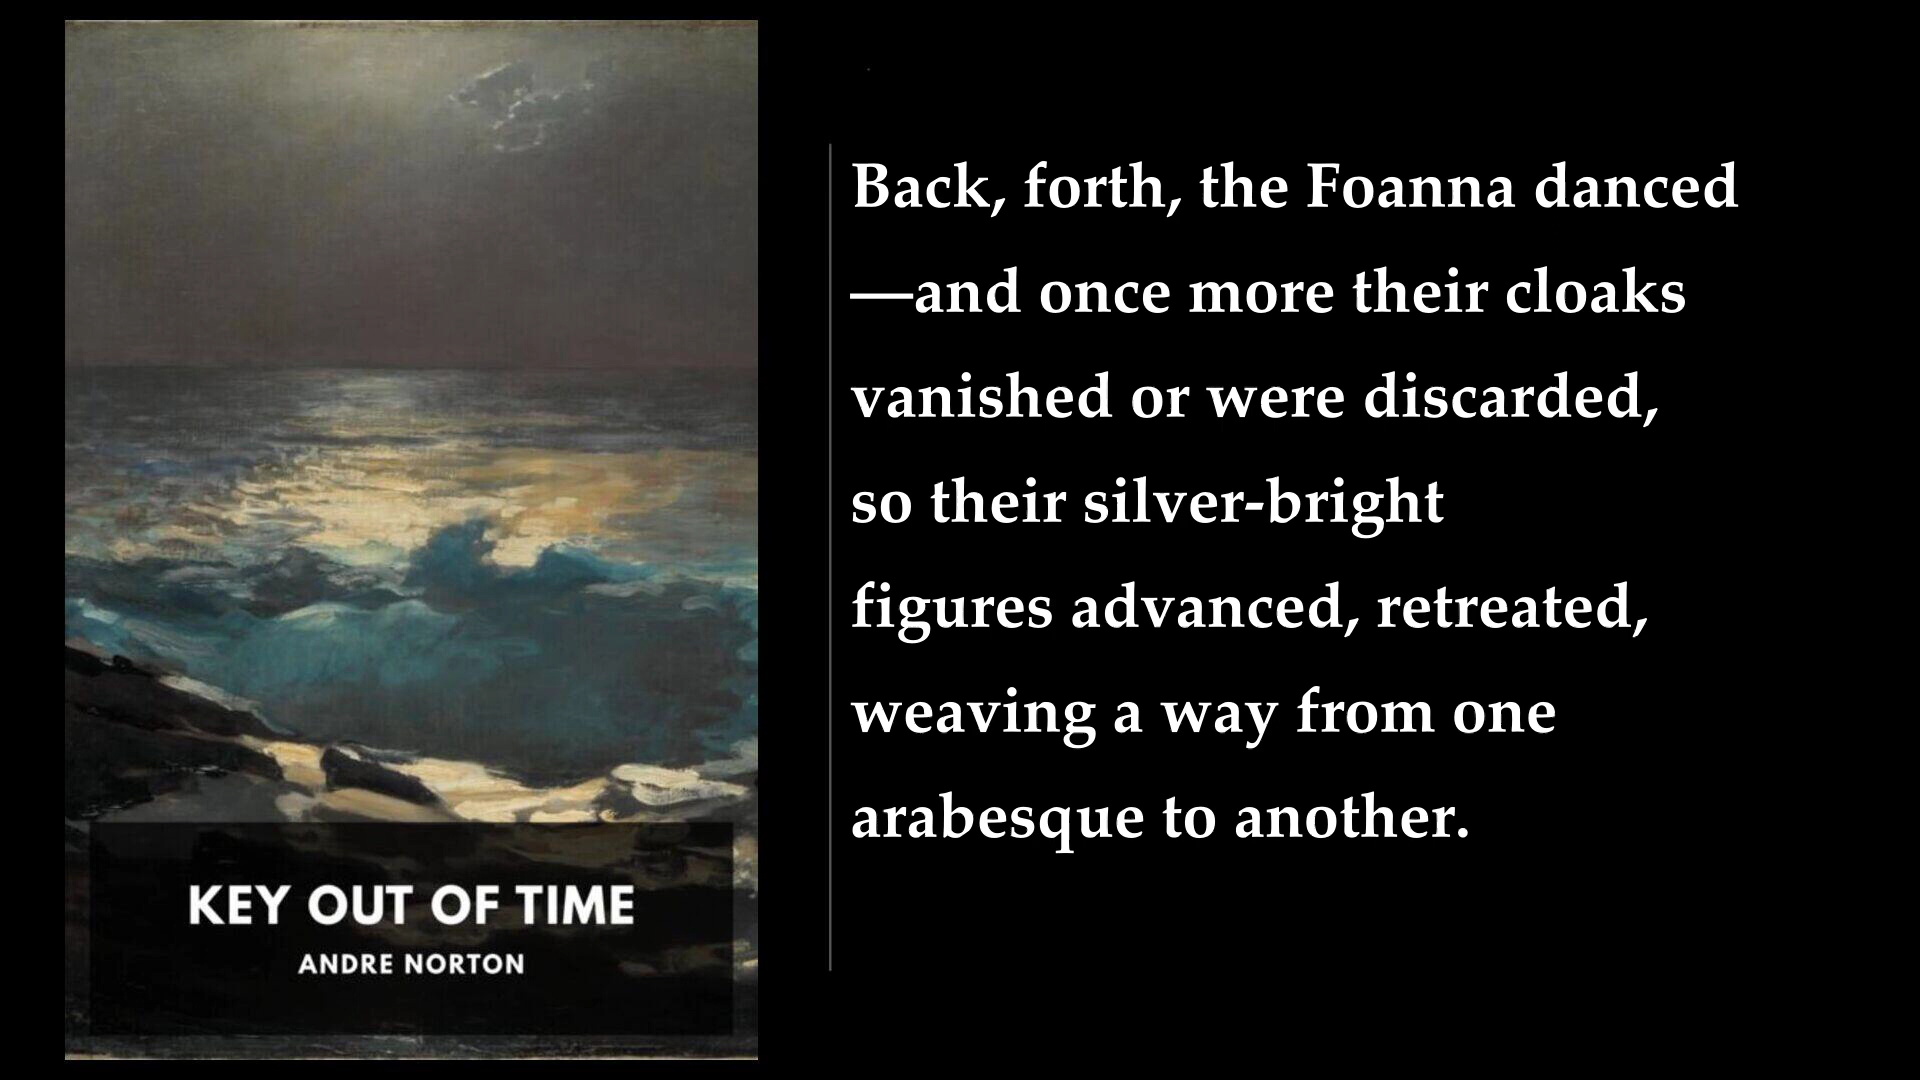 Back, forth, the Foanna danced
—and once more their cloaks
vanished or were discarded,
so their silver-bright
figures advanced, retreated,
weaving a way from one
arabesque to another.
KEY OUT OF TIME
ANDRE NORTON